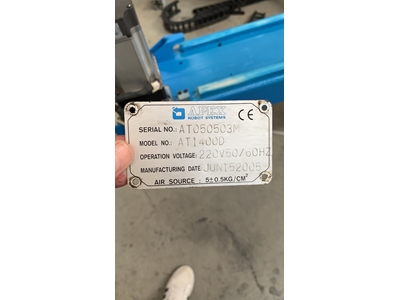 APEX
ROBOT SYSTEMS
CE
SERIAL NO.: AT050503M
MODEL NO.: AT1400D
OPERATION VOLTAGE: 220V50/60HZ
MANUFACTURING DATE: JUN152005
AIR SOURCE : 5±0.5KG/CM²